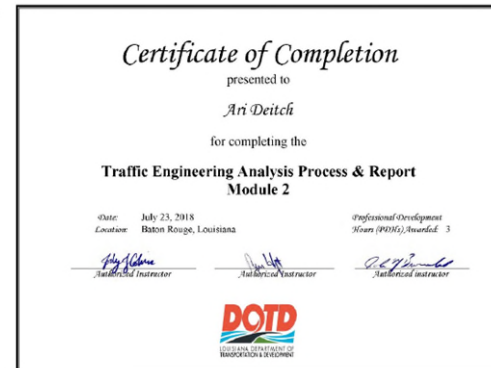 Certificate of Completion
presented to
Ari Deitch
for completing the
Traffic Engineering Analysis Process & Report
Module 2
Date: July 23, 2018
Location: Baton Rouge, Louisiana
Professional Development
Hours (PDHs) Awarded: 3
Authorized Instructor
Authorized Instructor
Authorized instructor
DOTD
LOUISIANA DEPARTMENT OF
TRANSPORTATION & DEVELOPMENT